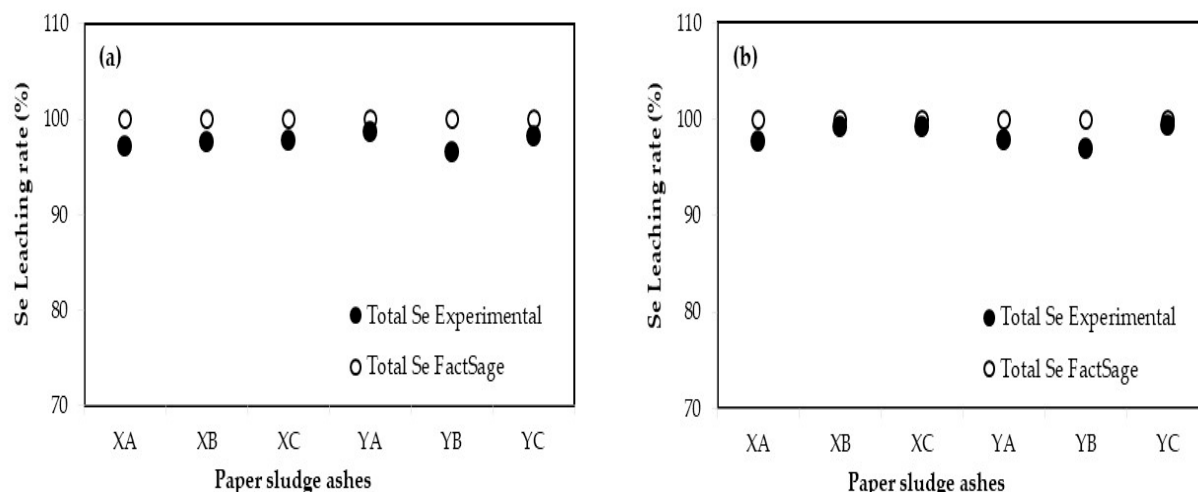 110
(a)
100
90
80
70
Se Leaching rate (%)
Total Se Experimental
Total Se FactSage
XA XB XC YA YB YC
Paper sludge ashes
110
(b)
100
90
80
70
Se Leaching rate (%)
Total Se Experimental
Total Se FactSage
XA XB XC YA YB YC
Paper sludge ashes